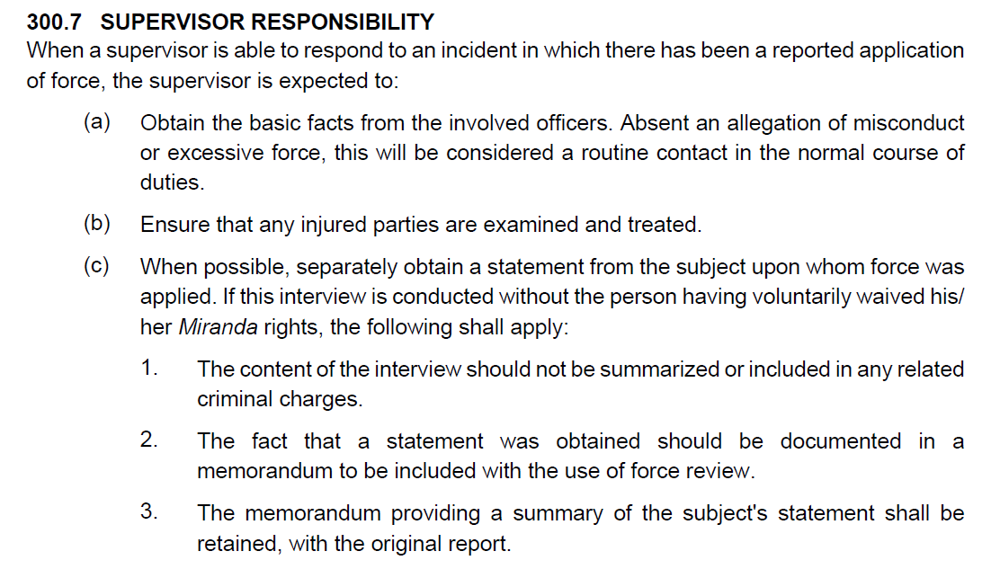 300.7 SUPERVISOR RESPONSIBILITY
When a supervisor is able to respond to an incident in which there has been a reported application
of force, the supervisor is expected to:
(a) Obtain the basic facts from the involved officers. Absent an allegation of misconduct
or excessive force, this will be considered a routine contact in the normal course of
duties.
(b) Ensure that any injured parties are examined and treated.
(c) When possible, separately obtain a statement from the subject upon whom force was
applied. If this interview is conducted without the person having voluntarily waived his/
her Miranda rights, the following shall apply:
1. The content of the interview should not be summarized or included in any related
criminal charges.
2. The fact that a statement was obtained should be documented in a
memorandum to be included with the use of force review.
3. The memorandum providing a summary of the subject's statement shall be
retained, with the original report.